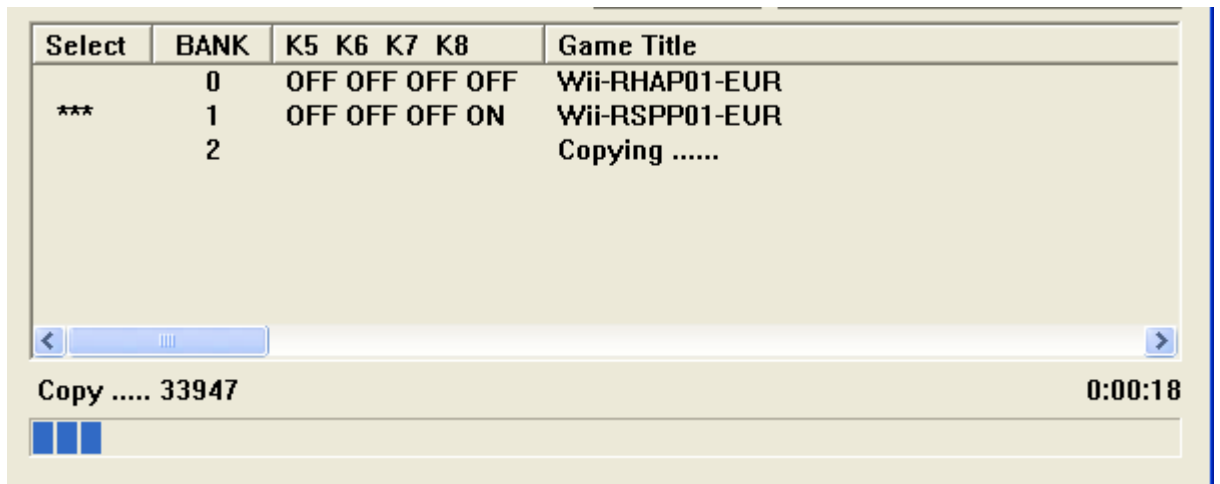 Select BANK K5 K6 K7 K8 Game Title
0 OFF OFF OFF OFF Wii-RHAP01-EUR
*** 1 OFF OFF OFF ON Wii-RSPP01-EUR
2 Copying ......
Copy ..... 33947 0:00:18